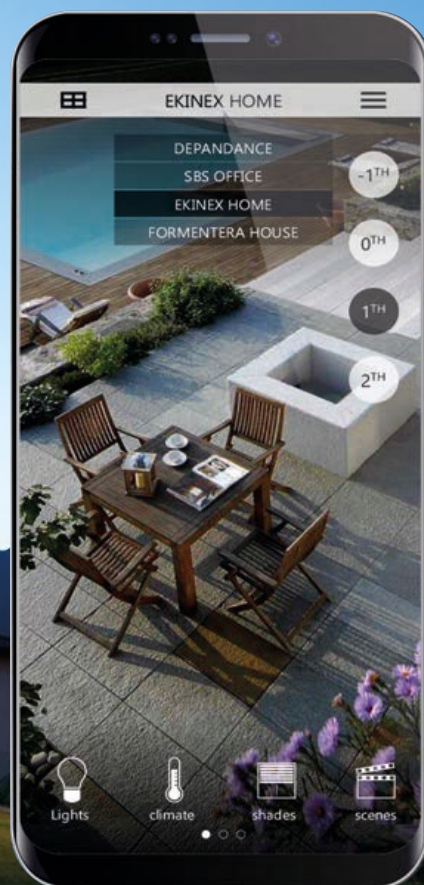 EKINEX HOME
DEPANDANCE
SBS OFFICE
EKINEX HOME
FORMENTERA HOUSE
-1TH
0TH
1TH
2TH
Lights climate shades scenes